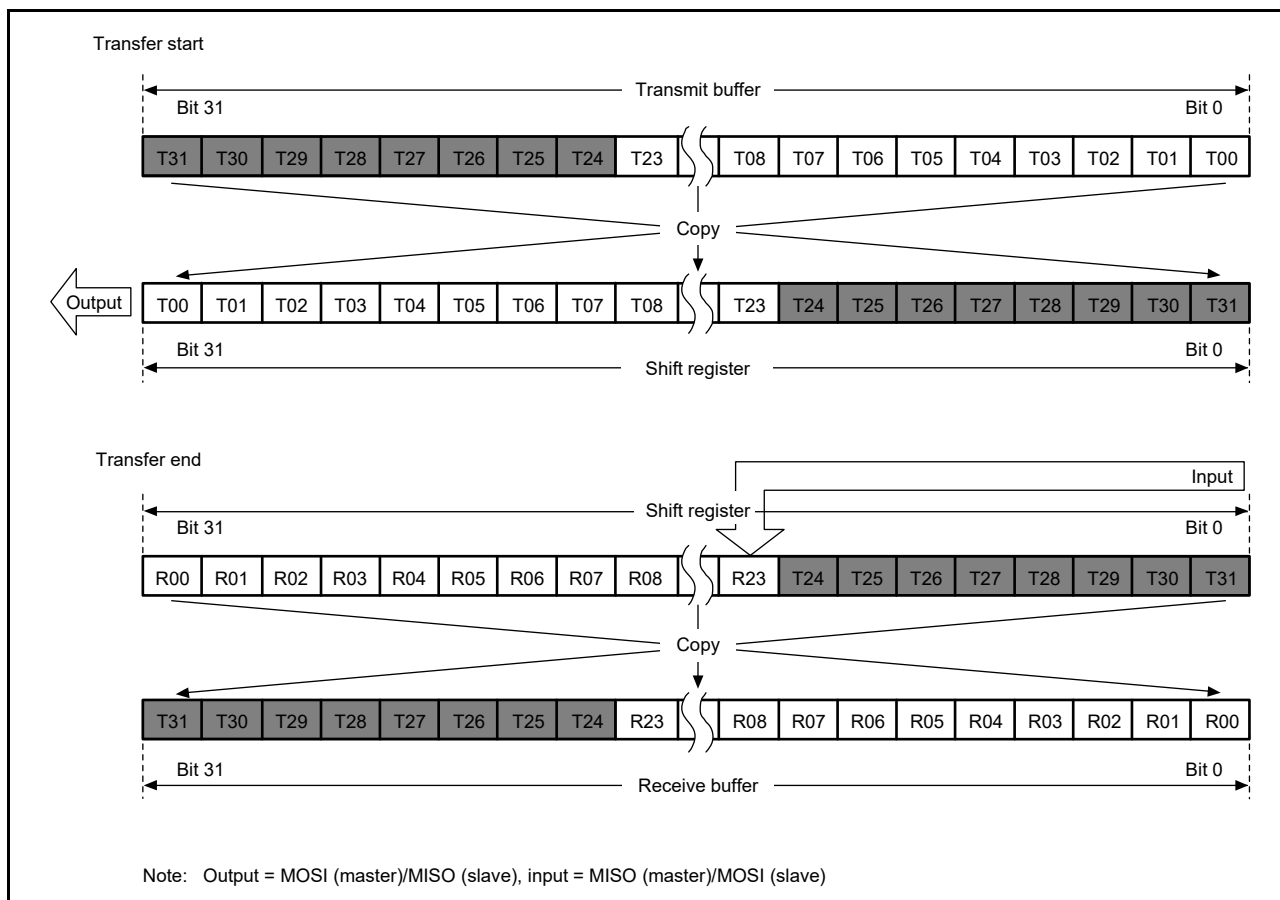 Transfer start
Transmit buffer
Bit 31 Bit 0
T31 T30 T29 T28 T27 T26 T25 T24 T23 T08 T07 T06 T05 T04 T03 T02 T01 T00
Copy
Output T00 T01 T02 T03 T04 T05 T06 T07 T08 T23 T24 T25 T26 T27 T28 T29 T30 T31
Bit 31 Bit 0
Shift register
Transfer end
Input
Shift register
Bit 31 Bit 0
R00 R01 R02 R03 R04 R05 R06 R07 R08 R23 T24 T25 T26 T27 T28 T29 T30 T31
Copy
T31 T30 T29 T28 T27 T26 T25 T24 R23 R08 R07 R06 R05 R04 R03 R02 R01 R00
Bit 31 Bit 0
Receive buffer
Note: Output = MOSI (master)/MISO (slave), input = MISO (master)/MOSI (slave)